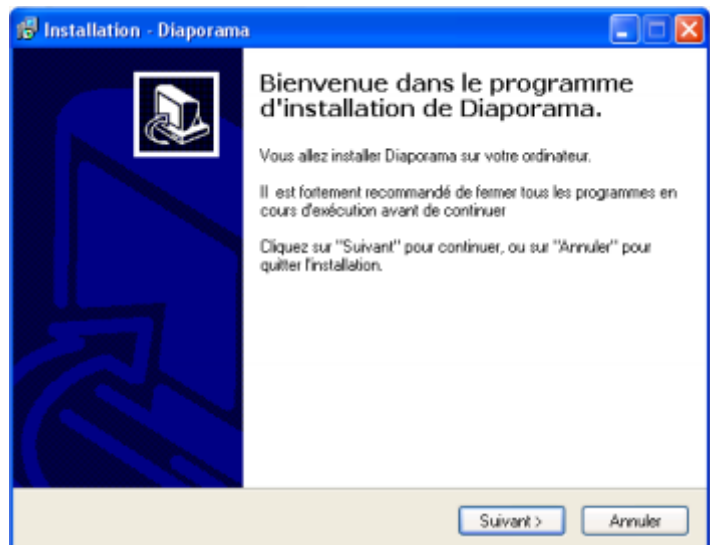 Installation - Diaporama
Bienvenue dans le programme
d'installation de Diaporama.
Vous allez installer Diaporama sur votre ordinateur.
Il est fortement recommandé de fermer tous les programmes en
cours d'exécution avant de continuer
Cliquez sur "Suivant" pour continuer, ou sur "Annuler" pour
quitter l'installation.
Suivant >
Annuler